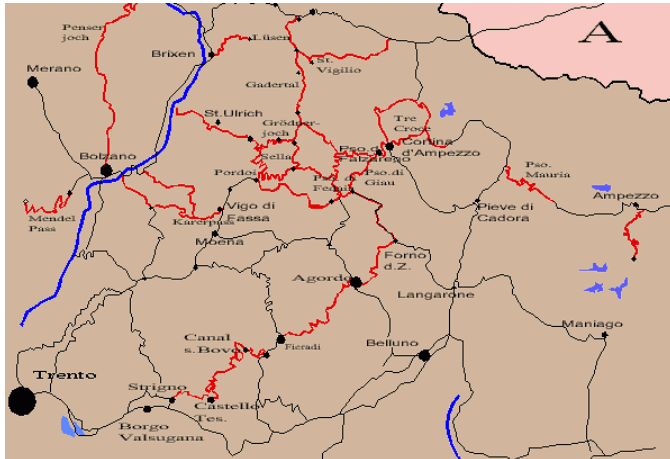 Penser
joch
Lüsen
A
Brixen
St.
Vigilio
Merano
Gadertal
St.Ulrich
Grödner-
joch
Tre
Croce
Cortina
d'Ampezzo
Pso.di
Falzarego
Bolzano
Sella
Pordoi
Pso.di
Giau
Pso.
Mauria
Mendel
Pass
Karerpass
Vigo di
Fassa
Pieve di
Cadora
Ampezzo
Moena
Forno
d.Z.
Agordo
Langarone
Canal
s.Bovo
Fieradi
Belluno
Maniago
Trento
Strigno
Castello
Tes.
Borgo
Valsugana